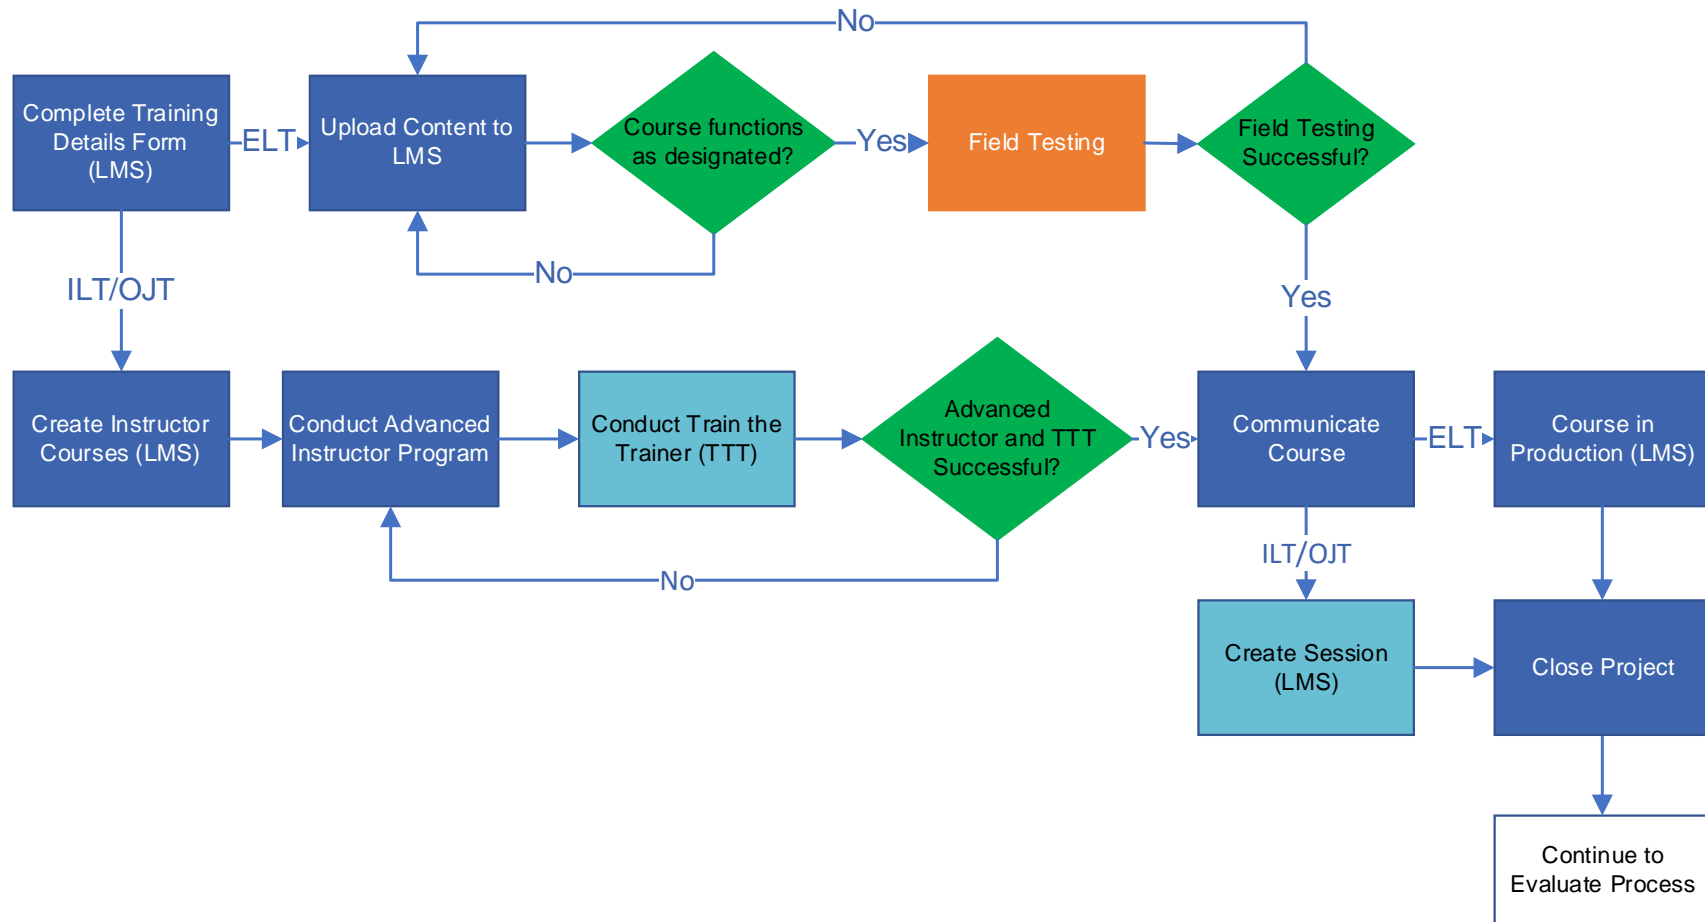 No
Complete Training
Details Form
(LMS)
ELT
Upload Content to
LMS
Course functions
as designated?
Yes
Field Testing
Field Testing
Successful?
No
ILT/OJT
Yes
Create Instructor
Courses (LMS)
Conduct Advanced
Instructor Program
Conduct Train the
Trainer (TTT)
Advanced
Instructor and TTT
Successful?
Yes
Communicate
Course
ELT
Course in
Production (LMS)
No
ILT/OJT
Create Session
(LMS)
Close Project
Continue to
Evaluate Process